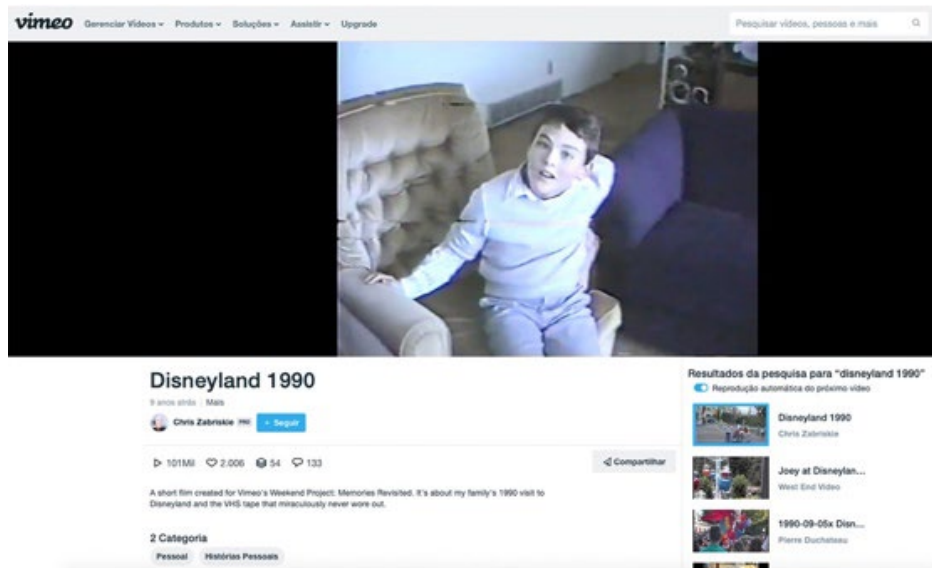 vimeo Gerenciar Vídeos Produtos Soluções Assistir Upgrade Pesquisar vídeos, pessoas e mais
Disneyland 1990
9 anos atrás | Mais
Chris Zabriskie PRO + Seguir
101Mil 2.006 54 133 Compartilhar
A short film created for Vimeo's Weekend Project: Memories Revisited. It's about my family's 1990 visit to
Disneyland and the VHS tape that miraculously never wore out.
2 Categoria
Pessoal Histórias Pessoais
Resultados da pesquisa para "disneyland 1990"
Reprodução automática do próximo vídeo
Disneyland 1990
Chris Zabriskie
Joey at Disneylan...
West End Video
1990-09-05x Disn...
Pierre Ducheteau